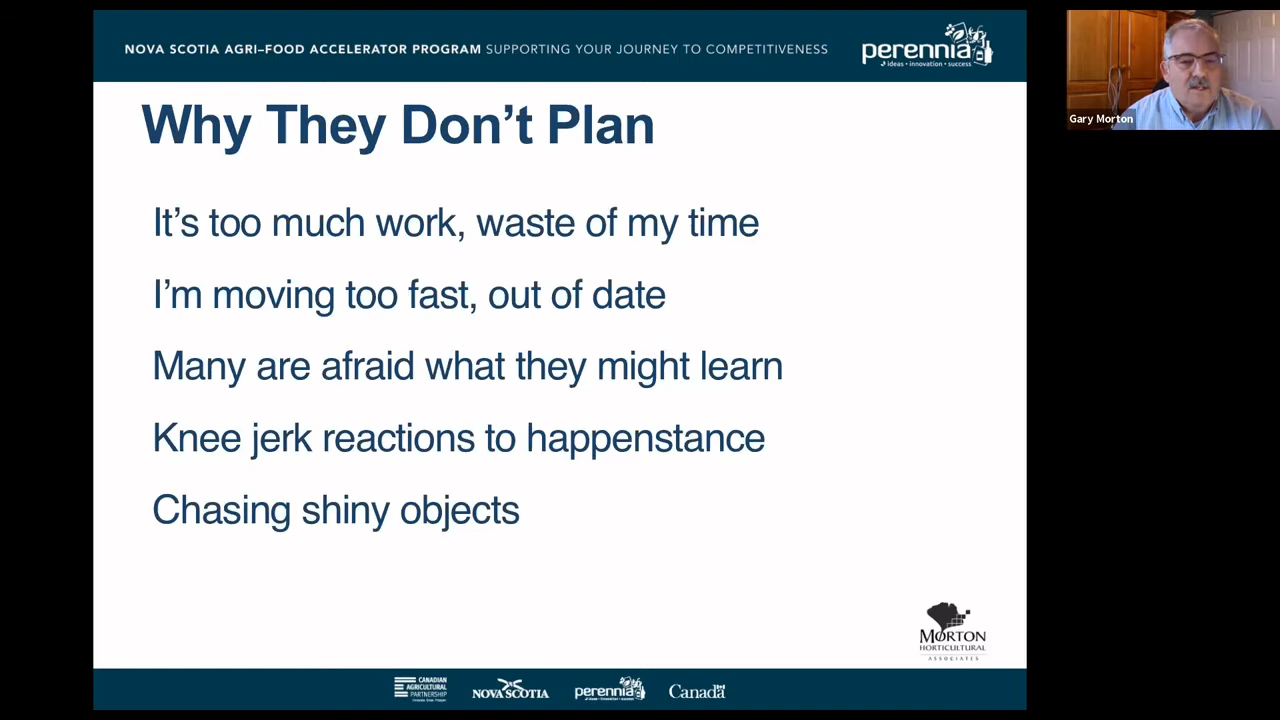 NOVA SCOTIA AGRI–FOOD ACCELERATOR PROGRAM SUPPORTING YOUR JOURNEY TO COMPETITIVENESS
perennia
ideas • innovation • success
Gary Morton
Why They Don’t Plan
It’s too much work, waste of my time
I’m moving too fast, out of date
Many are afraid what they might learn
Knee jerk reactions to happenstance
Chasing shiny objects
MORTON
HORTICULTURAL
ASSOCIATES
CANADIAN
AGRICULTURAL
PARTNERSHIP
NOVA SCOTIA
perennia
ideas • innovation • success
Canada